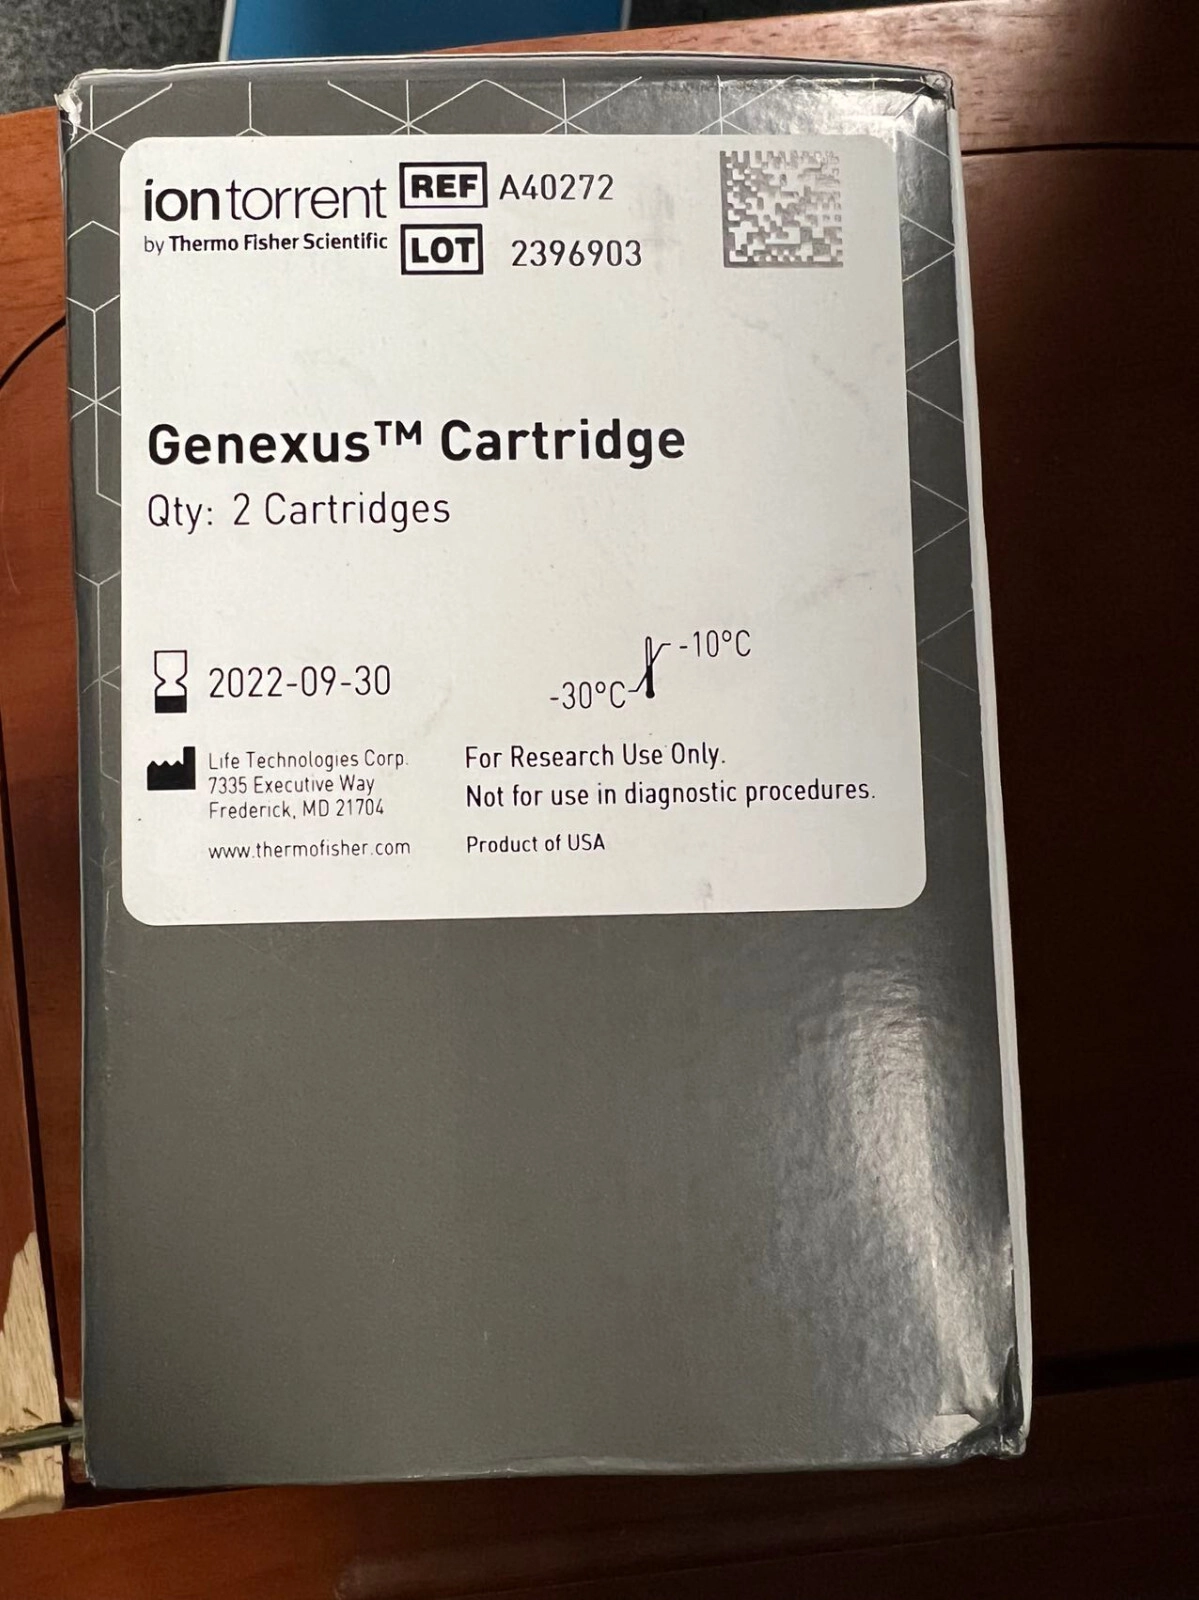 iontorrent
by Thermo Fisher Scientific
REF A40272
LOT 2396903
Genexus™ Cartridge
Qty: 2 Cartridges
2022-09-30
-10°C
-30°C
Life Technologies Corp.
7335 Executive Way
Frederick, MD 21704
www.thermofisher.com
For Research Use Only.
Not for use in diagnostic procedures.
Product of USA